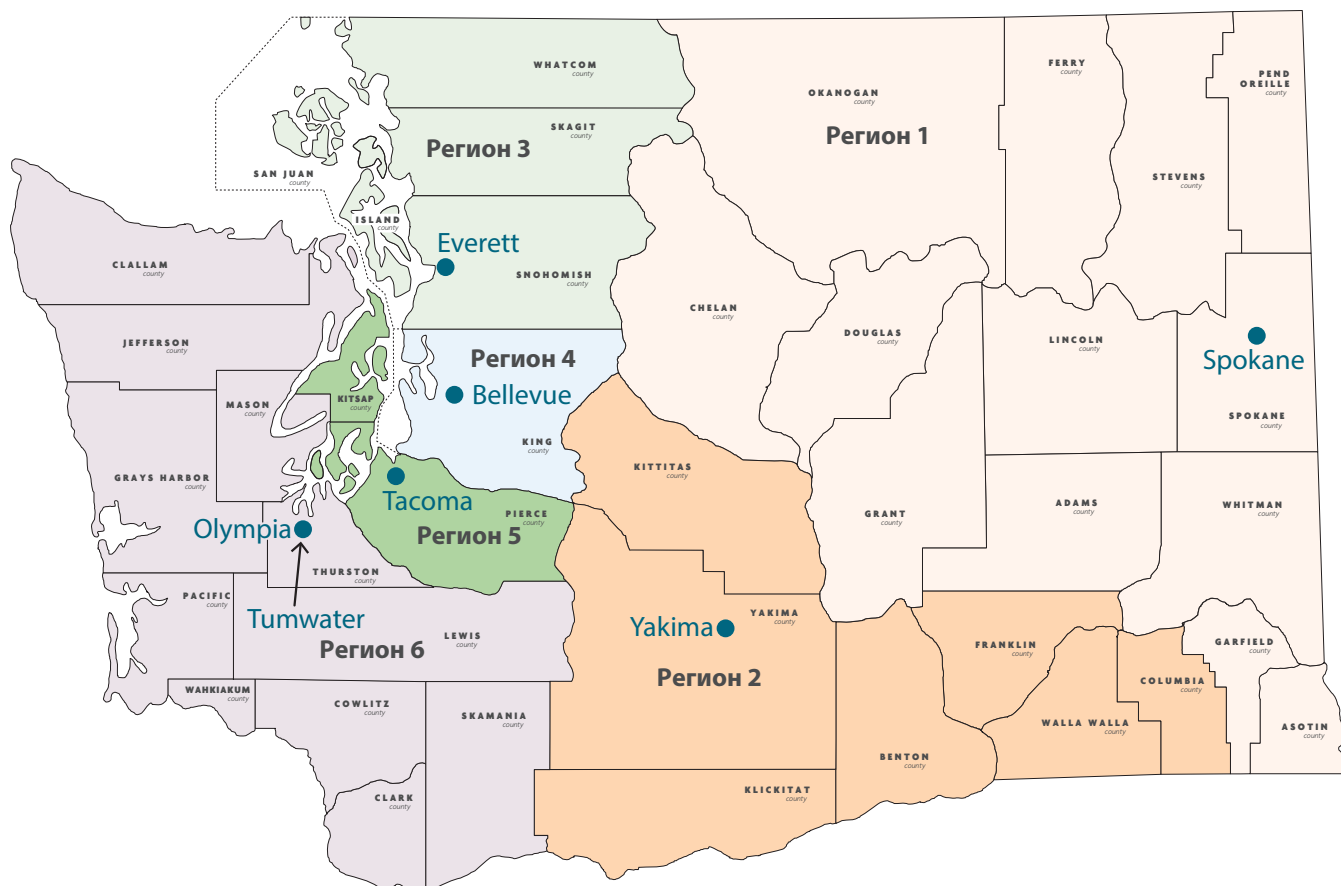 WHATCOM
county
FERRY
county
PEND
OREILLE
county
OKANOGAN
county
SKAGIT
county
Регион 1
Регион 3
SAN JUAN
county
STEVENS
county
ISLAND
county
Everett
CLALLAM
county
SNOHOMISH
county
CHELAN
county
DOUGLAS
county
LINCOLN
county
JEFFERSON
county
Регион 4
Spokane
Bellevue
KITSAP
county
MASON
county
SPOKANE
county
KING
county
KITTITAS
county
GRAYS HARBOR
county
Tacoma
ADAMS
county
WHITMAN
county
GRANT
county
PIERCE
county
Olympia
Регион 5
THURSTON
county
PACIFIC
county
Tumwater
YAKIMA
county
Yakima
LEWIS
county
Регион 6
FRANKLIN
county
GARFIELD
county
Регион 2
COLUMBIA
county
WAHKIAKUM
county
COWLITZ
county
SKAMANIA
county
WALLA WALLA
county
ASOTIN
county
BENTON
county
KLICKITAT
county
CLARK
county